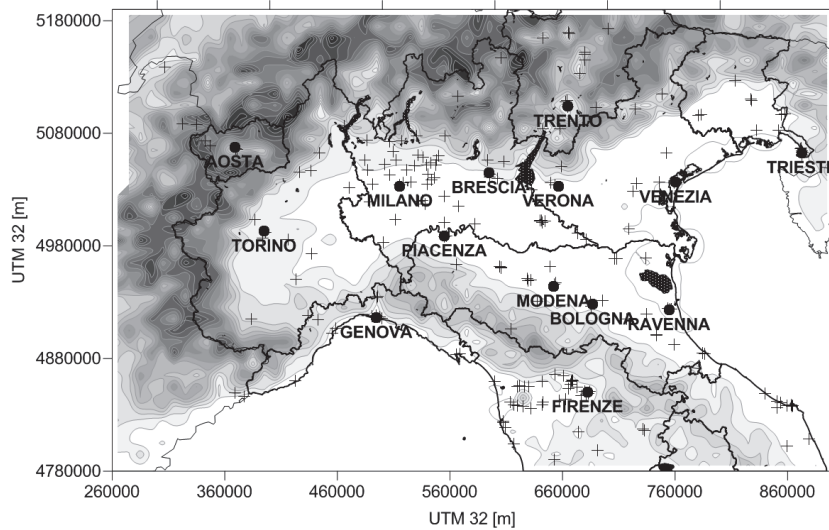 5180000
TRENTO
5080000
AOSTA
TRIEST
BRESCIA
MILANO
VERONA
VENEZIA
TORINO
4980000
PIACENZA
UTM 32 [m]
MODENA
BOLOGNA
RAVENNA
GENOVA
4880000
FIRENZE
4780000
260000 360000 460000 560000 660000 760000 860000
UTM 32 [m]